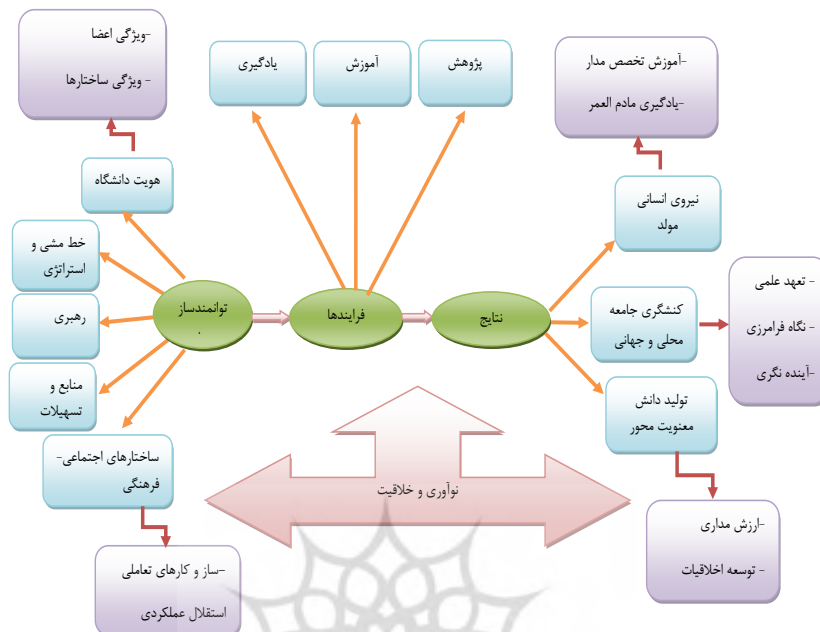 -ویژگی اعضا
- ویژگی ساختارها
یادگیری
آموزش
پژوهش
-آموزش تخصص مدار
-یادگیری مادم العمر
هویت دانشگاه
نیروی انسانی
مولد
خط مشی و
استراتژی
رهبری
منابع و
تسهیلات
ساختارهای اجتماعی-
فرهنگی
توانمندساز
.
فرایندها
نتایج
کنشگری جامعه
محلی و جهانی
- تعهد علمی
- نگاه فرامرزی
-آینده نگری
تولید دانش
معنویت محور
نوآوری و خلاقیت
-ارزش مداری
- توسعه اخلاقیات
-ساز و کارهای تعاملی
استقلال عملکردی